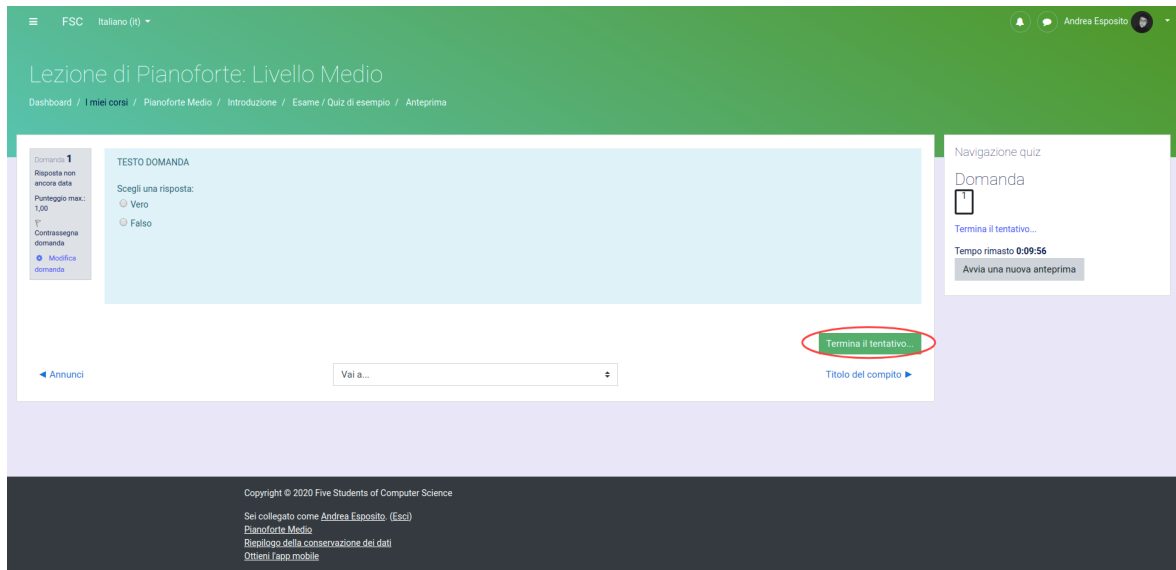 FSC Italiano (it)
Andrea Esposito
Lezione di Pianoforte: Livello Medio
Dashboard / I miei corsi / Pianoforte Medio / Introduzione / Esame / Quiz di esempio / Anteprima
Domanda 1
Risposta non
ancora data
Punteggio max.:
1,00
Contrassegna
domanda
Modifica
domanda
TESTO DOMANDA
Scegli una risposta:
Vero
Falso
Termina il tentativo...
◄ Annunci
Vai a...
Titolo del compito ►
Navigazione quiz
Domanda
1
Termina il tentativo...
Tempo rimasto 0:09:56
Avvia una nuova anteprima
Copyright © 2020 Five Students of Computer Science
Sei collegato come Andrea Esposito. (Esci)
Pianoforte Medio
Riepilogo della conservazione dei dati
Ottieni l'app mobile